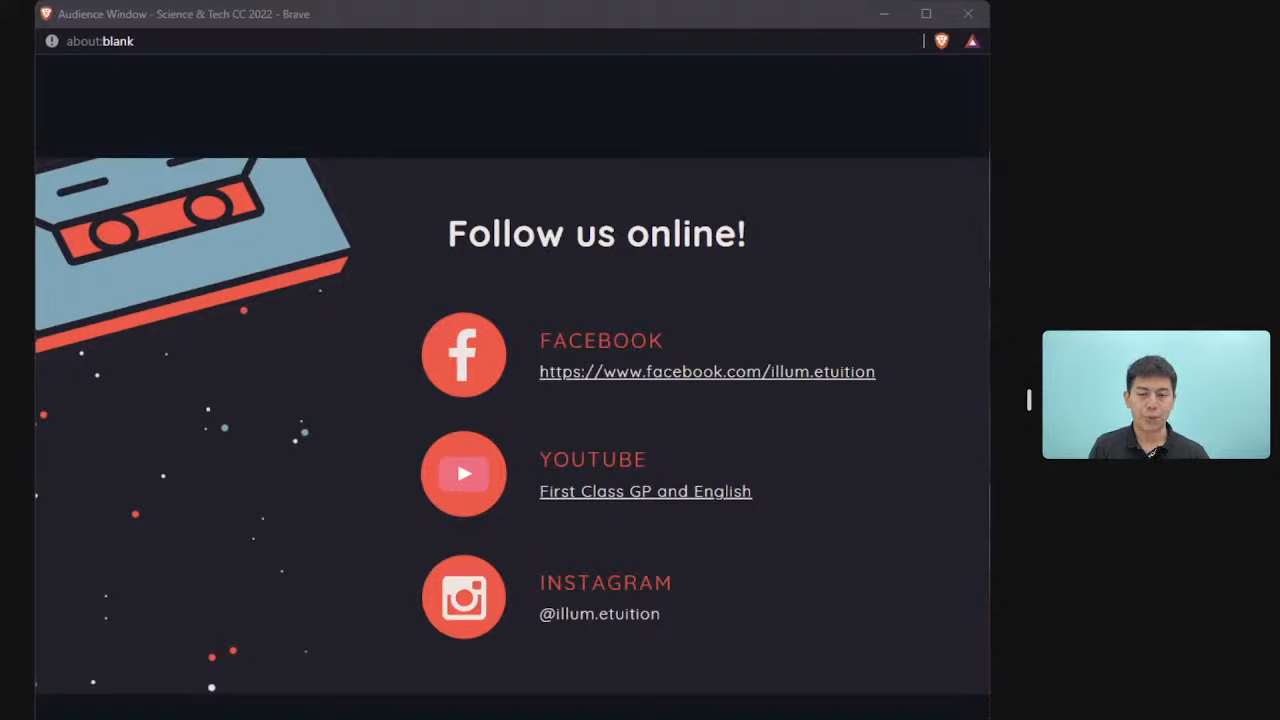 Audience Window - Science & Tech CC 2022 - Brave
about:blank
Follow us online!
FACEBOOK
https://www.facebook.com/illum.etuition
YOUTUBE
First Class GP and English
INSTAGRAM
@illum.etuition